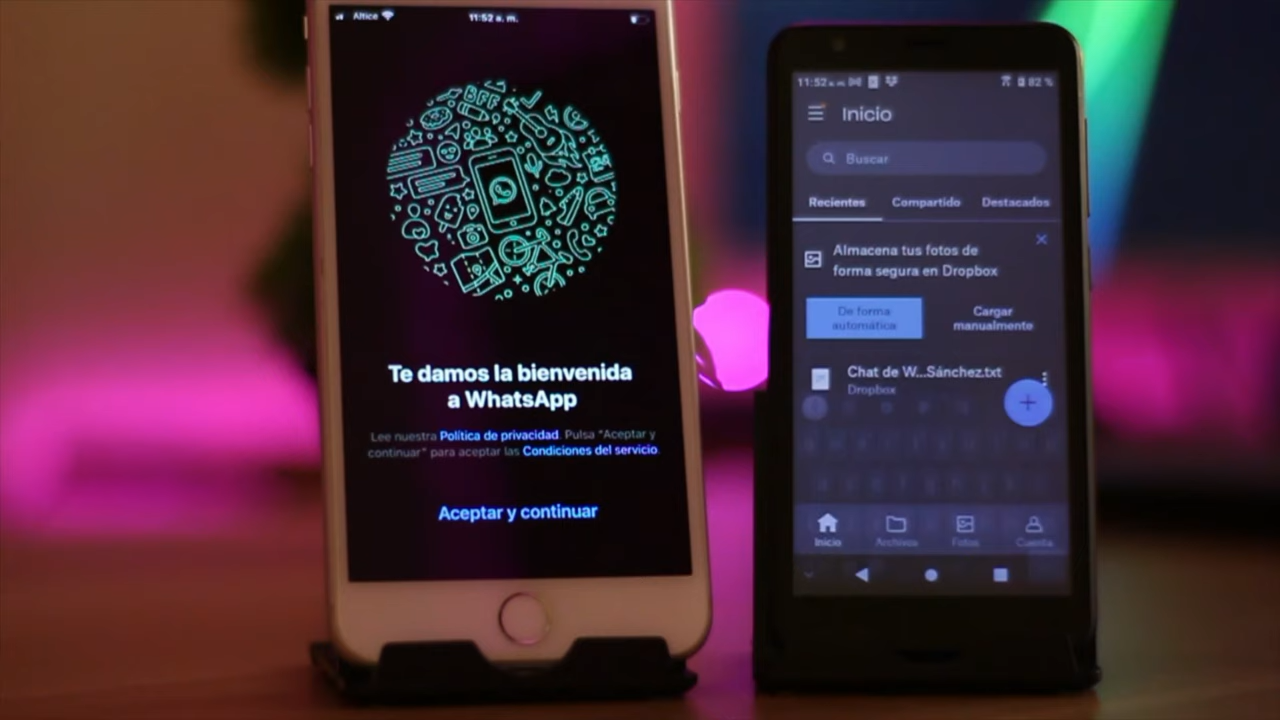 Altice
11:52 a. m.
BFF
Te damos la bienvenida
a WhatsApp
Lee nuestra Política de privacidad. Pulsa "Aceptar y
continuar" para aceptar las Condiciones del servicio.
Aceptar y continuar
11:52 a. m.
82 %
Inicio
Buscar
Recientes
Compartido
Destacados
Almacena tus fotos de
forma segura en Dropbox
De forma
automática
Cargar
manualmente
Chat de W...Sánchez.txt
Dropbox
Inicio
Archivos
Fotos
Cuenta